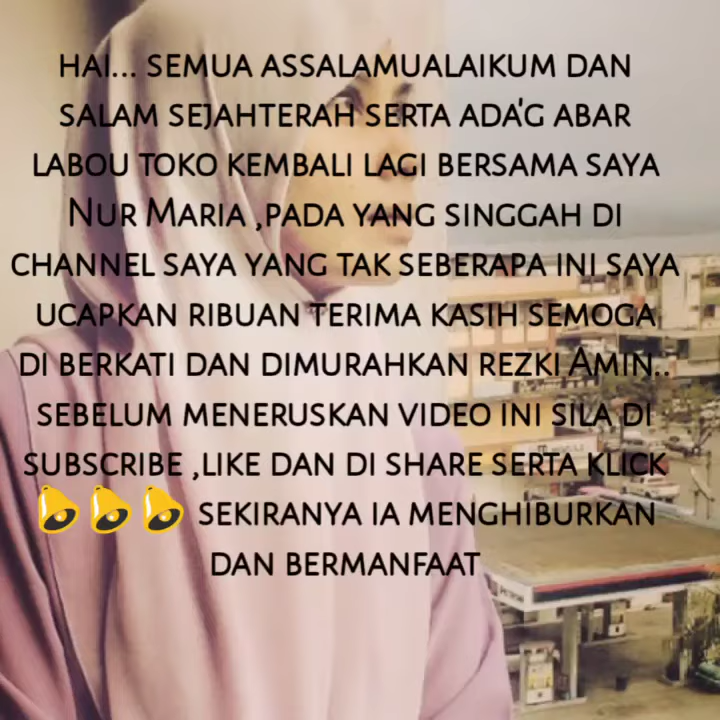 HAI... SEMUA ASSALAMUALAIKUM DAN
SALAM SEJAHTERAH SERTA ADA'G ABAR
LABOU TOKO KEMBALI LAGI BERSAMA SAYA
NUR MARIA ,PADA YANG SINGGAH DI
CHANNEL SAYA YANG TAK SEBERAPA INI SAYA
UCAPKAN RIBUAN TERIMA KASIH SEMOGA
DI BERKATI DAN DIMURAHKAN REZKI AMIN..
SEBELUM MENERUSKAN VIDEO INI SILA DI
SUBSCRIBE ,LIKE DAN DI SHARE SERTA KLICK
🔔🔔🔔 SEKIRANYA IA MENGHIBURKAN
DAN BERMANFAAT